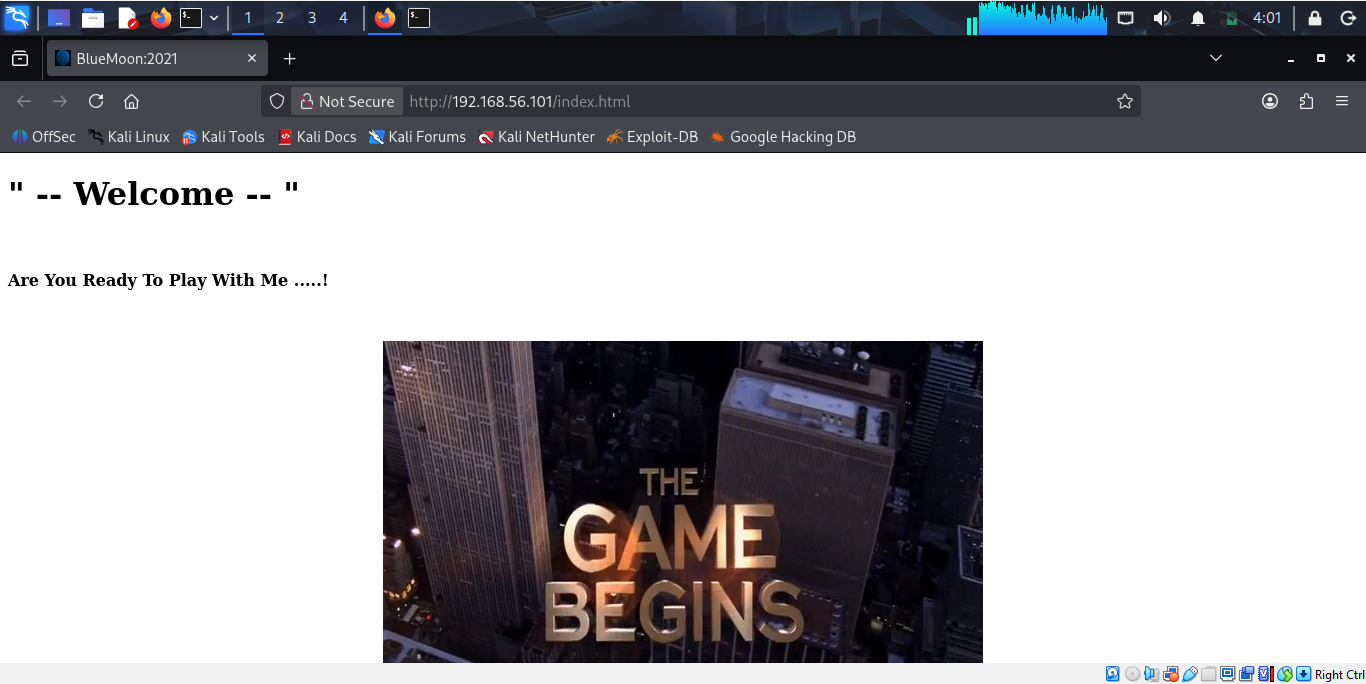 1 2 3 4 4:01
BlueMoon:2021
Not Secure http://192.168.56.101/index.html
OffSec Kali Linux Kali Tools Kali Docs Kali Forums Kali NetHunter Exploit-DB Google Hacking DB
" -- Welcome -- "
Are You Ready To Play With Me .....!
THE
GAME
BEGINS
Right Ctrl